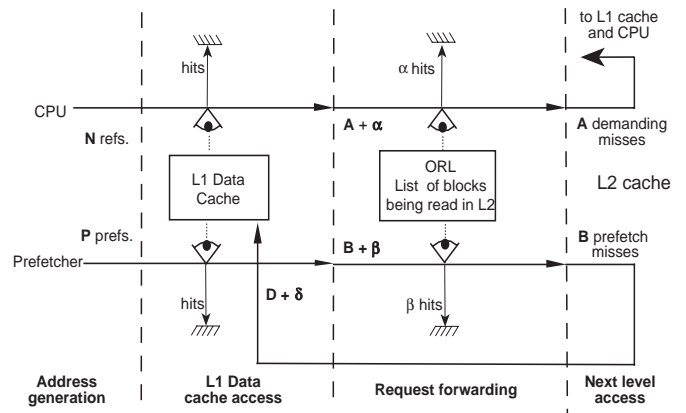 to L1 cache
and CPU
hits
α hits
CPU
A + α
A demanding
misses
N refs.
L1 Data
Cache
ORL
List of blocks
being read in L2
L2 cache
P prefs.
Prefetcher
B + β
B prefetch
misses
hits
D + δ
β hits
Address
generation
L1 Data
cache access
Request forwarding
Next level
access